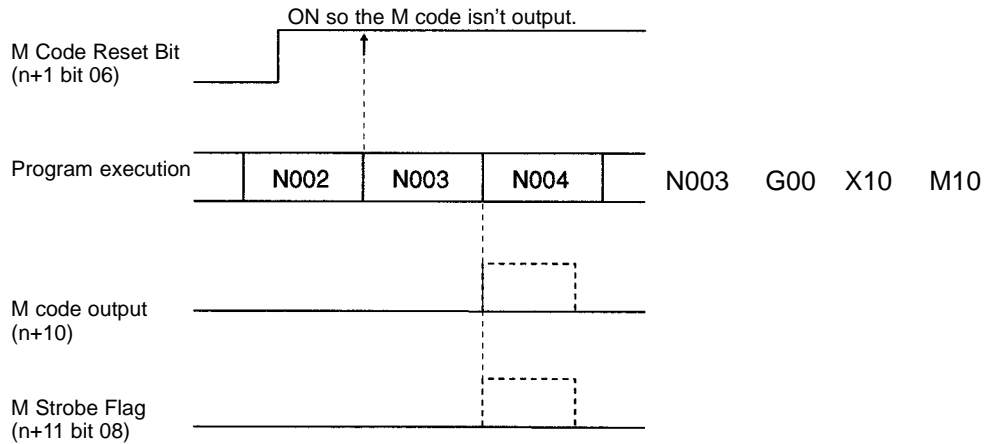 ON so the M code isn't output.
M Code Reset Bit
(n+1 bit 06)
Program execution
N002 N003 N004
N003 G00 X10 M10
M code output
(n+10)
M Strobe Flag
(n+11 bit 08)